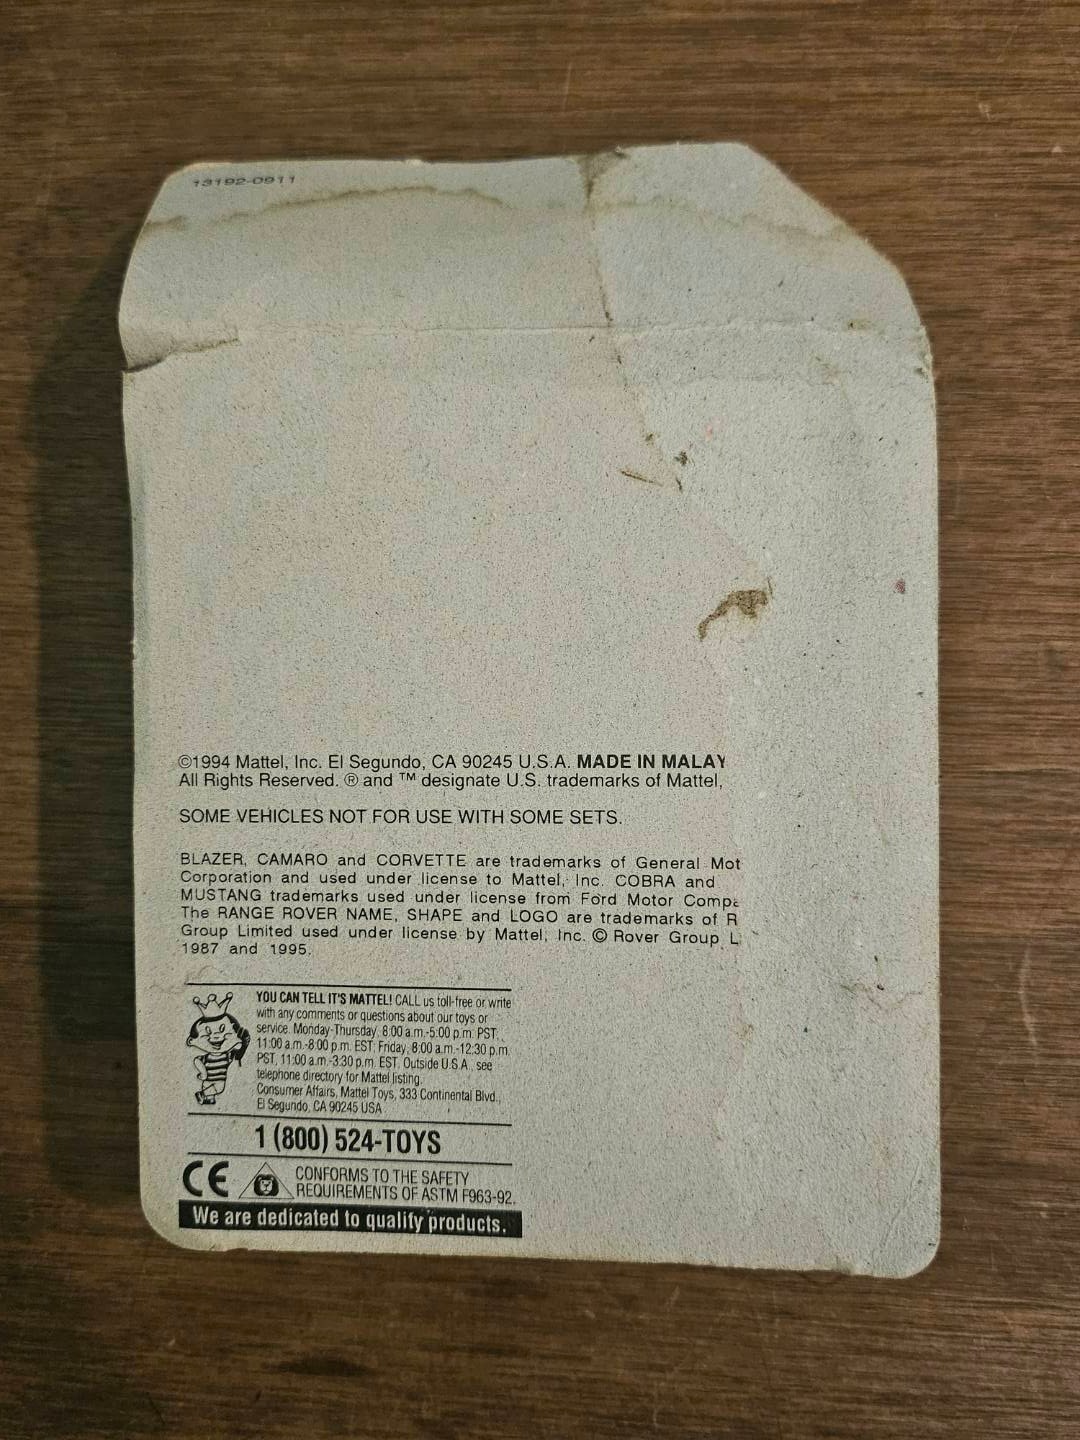 13192-0911
©1994 Mattel, Inc. El Segundo, CA 90245 U.S.A. MADE IN MALAY
All Rights Reserved. ® and ™ designate U.S. trademarks of Mattel,
SOME VEHICLES NOT FOR USE WITH SOME SETS.
BLAZER, CAMARO and CORVETTE are trademarks of General Mot
Corporation and used under license to Mattel, Inc. COBRA and
MUSTANG trademarks used under license from Ford Motor Compa
The RANGE ROVER NAME, SHAPE and LOGO are trademarks of R
Group Limited used under license by Mattel, Inc. © Rover Group L
1987 and 1995.
YOU CAN TELL IT'S MATTEL! CALL us toll-free or write
with any comments or questions about our toys or
service. Monday-Thursday, 8:00 a.m.-5:00 p.m. PST,
11:00 a.m.-8:00 p.m. EST; Friday, 8:00 a.m.-12:30 p.m.
PST, 11:00 a.m.-3:30 p.m. EST. Outside U.S.A., see
telephone directory for Mattel listing.
Consumer Affairs, Mattel Toys, 333 Continental Blvd.,
El Segundo, CA 90245 USA
1 (800) 524-TOYS
CE CONFORMS TO THE SAFETY
REQUIREMENTS OF ASTM F963-92.
We are dedicated to quality products.